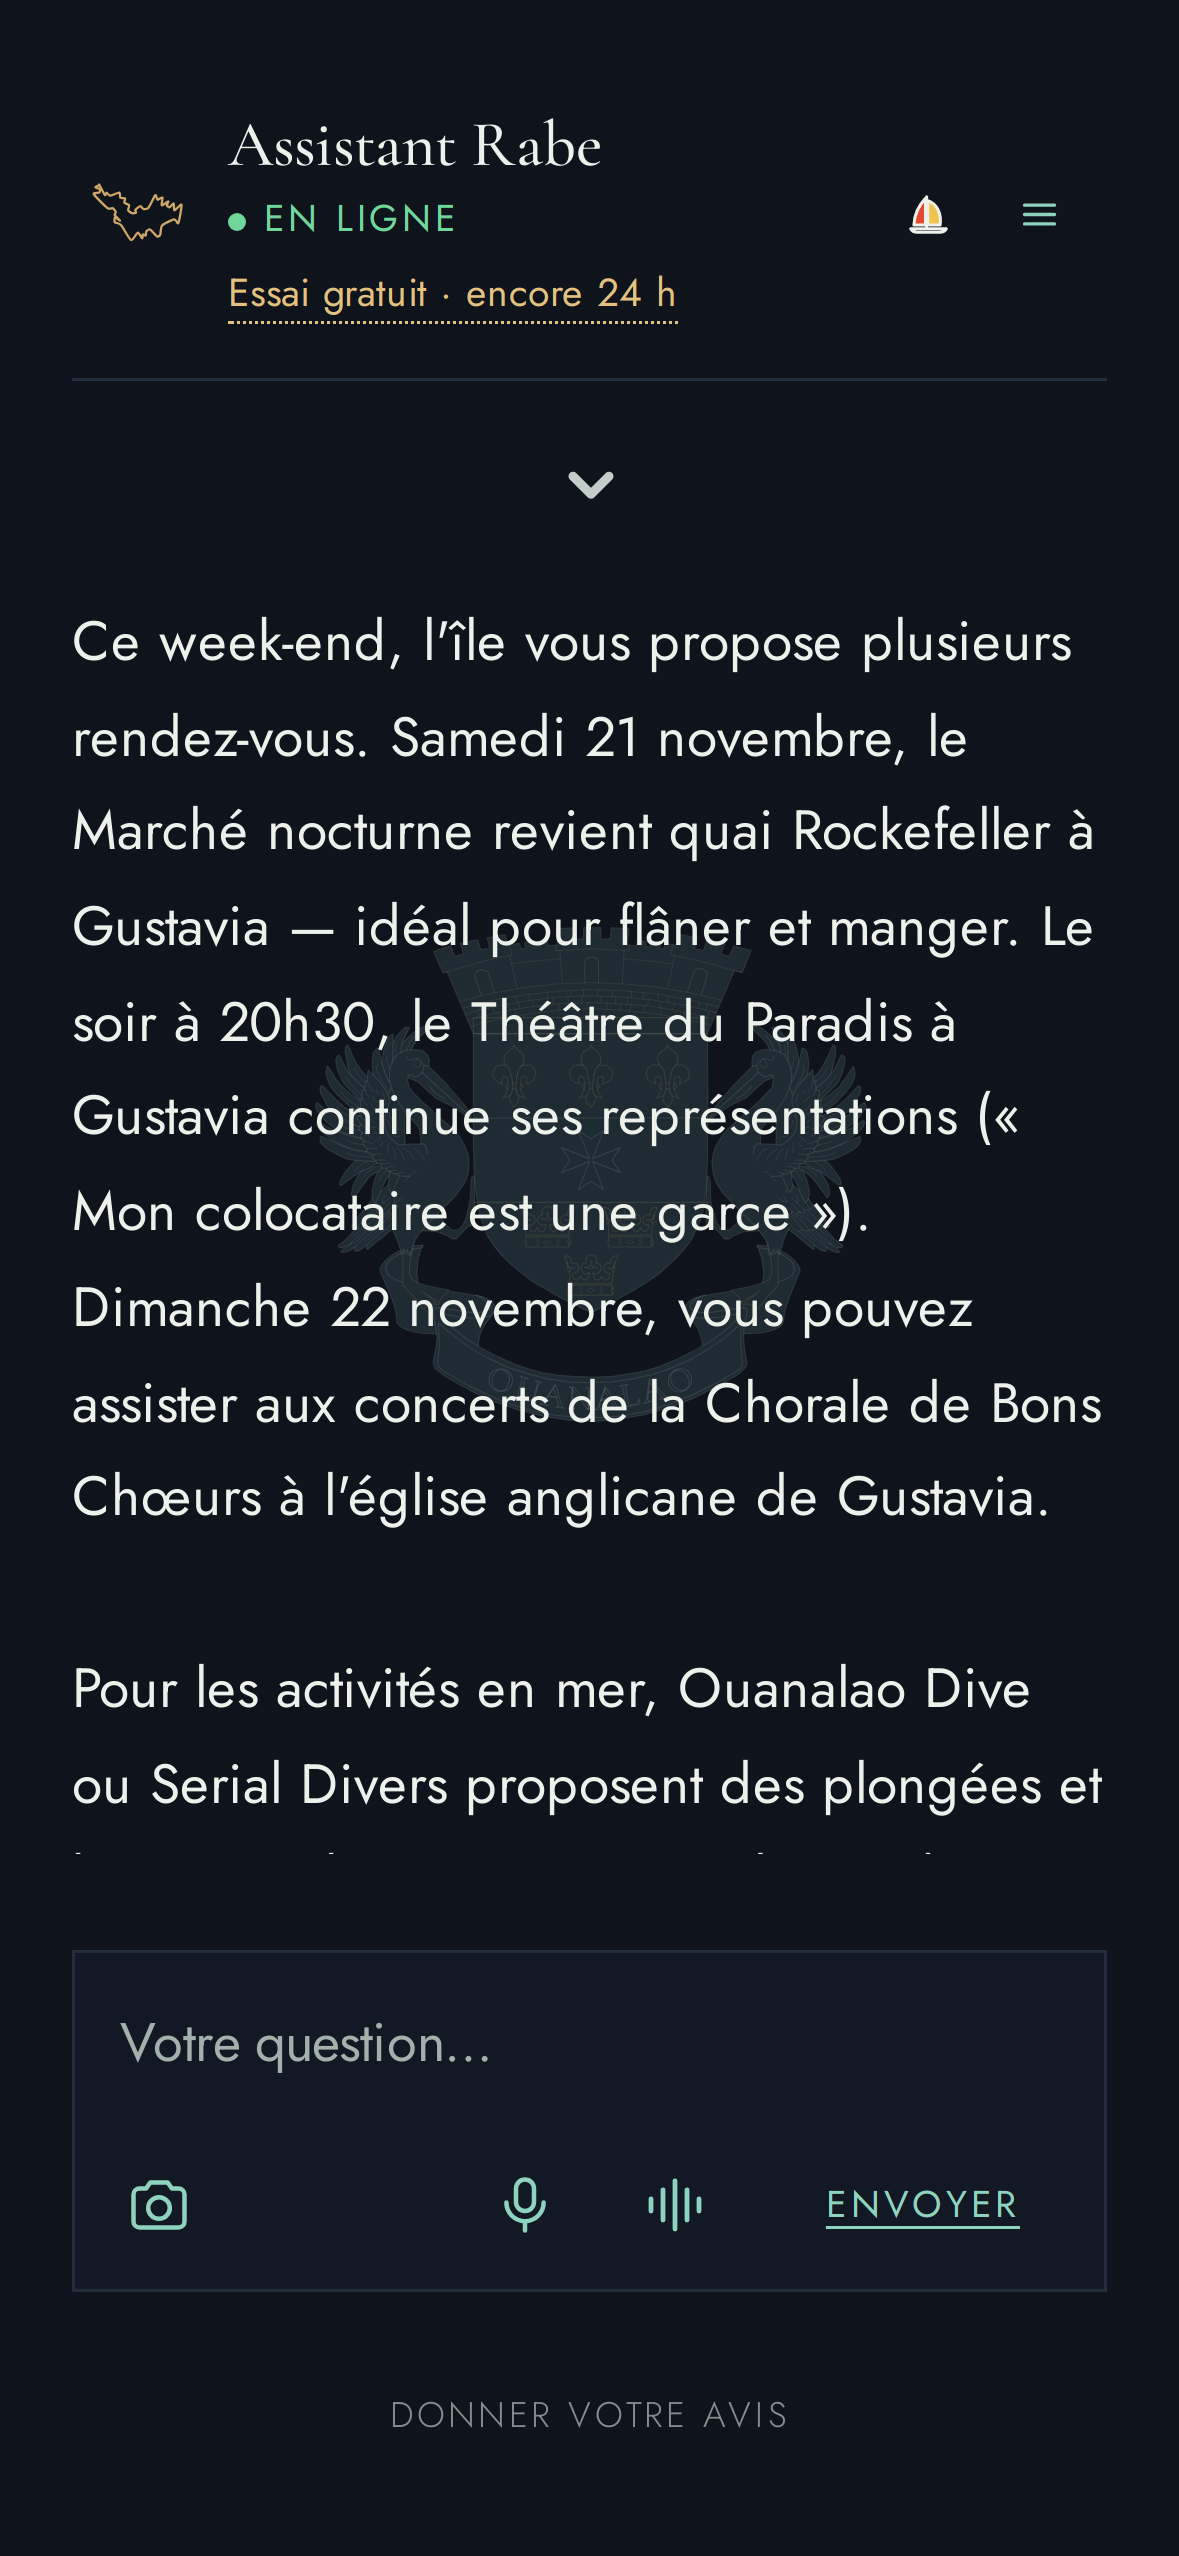 Assistant Rabe
EN LIGNE
Essai gratuit · encore 24 h
Ce week-end, l'île vous propose plusieurs
rendez-vous. Samedi 21 novembre, le
Marché nocturne revient quai Rockefeller à
Gustavia — idéal pour flâner et manger. Le
soir à 20h30, le Théâtre du Paradis à
Gustavia continue ses représentations («
Mon colocataire est une garce »).
Dimanche 22 novembre, vous pouvez
assister aux concerts de la Chorale de Bons
Chœurs à l'église anglicane de Gustavia.
OUANALAO
Pour les activités en mer, Ouanalao Dive
ou Serial Divers proposent des plongées et
Votre question...
ENVOYER
DONNER VOTRE AVIS